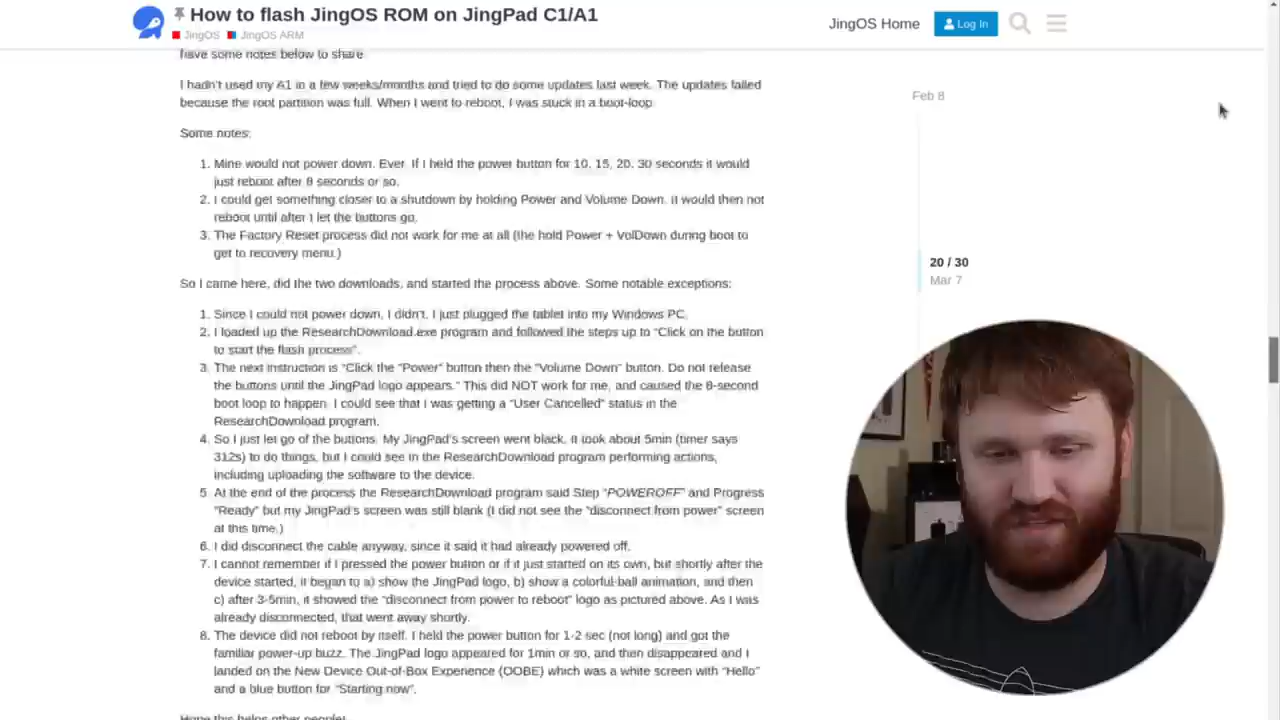 How to flash JingOS ROM on JingPad C1/A1
JingOS JingOS ARM
JingOS Home
Log In
have some notes below to share
I hadn't used my A1 in a few weeks/months and tried to do some updates last week. The updates failed
because the root partition was full. When I went to reboot, I was stuck in a boot-loop
Some notes:
1. Mine would not power down. Ever. If I held the power button for 10, 15, 20, 30 seconds it would
just reboot after 8 seconds or so.
2. I could get something closer to a shutdown by holding Power and Volume Down. It would then not
reboot until after I let the buttons go.
3. The Factory Reset process did not work for me at all (the hold Power + VolDown during boot to
get to recovery menu.)
So I came here, did the two downloads, and started the process above. Some notable exceptions:
1. Since I could not power down, I didn't. I just plugged the tablet into my Windows PC.
2. I loaded up the ResearchDownload.exe program and followed the steps up to "Click on the button
to start the flash process".
3. The next instruction is "Click the "Power" button then the "Volume Down" button. Do not release
the buttons until the JingPad logo appears." This did NOT work for me, and caused the 8-second
boot loop to happen. I could see that I was getting a "User Cancelled" status in the
ResearchDownload program.
4. So I just let go of the buttons. My JingPad's screen went black. It took about 5min (timer says
312s) to do things, but I could see in the ResearchDownload program performing actions,
including uploading the software to the device.
5. At the end of the process the ResearchDownload program said Step "POWEROFF" and Progress
"Ready" but my JingPad's screen was still blank (I did not see the "disconnect from power" screen
at this time.)
6. I did disconnect the cable anyway, since it said it had already powered off.
7. I cannot remember if I pressed the power button or if it just started on its own, but shortly after the
device started, it began to a) show the JingPad logo, b) show a colorful-ball animation, and then
c) after 3-5min, it showed the "disconnect from power to reboot" logo as pictured above. As I was
already disconnected, that went away shortly.
8. The device did not reboot by itself. I held the power button for 1-2 sec (not long) and got the
familiar power-up buzz. The JingPad logo appeared for 1min or so, and then disappeared and I
landed on the New Device Out-of-Box Experience (OOBE) which was a white screen with "Hello"
and a blue button for "Starting now".
Hope this helps other people!
Feb 8
20 / 30
Mar 7